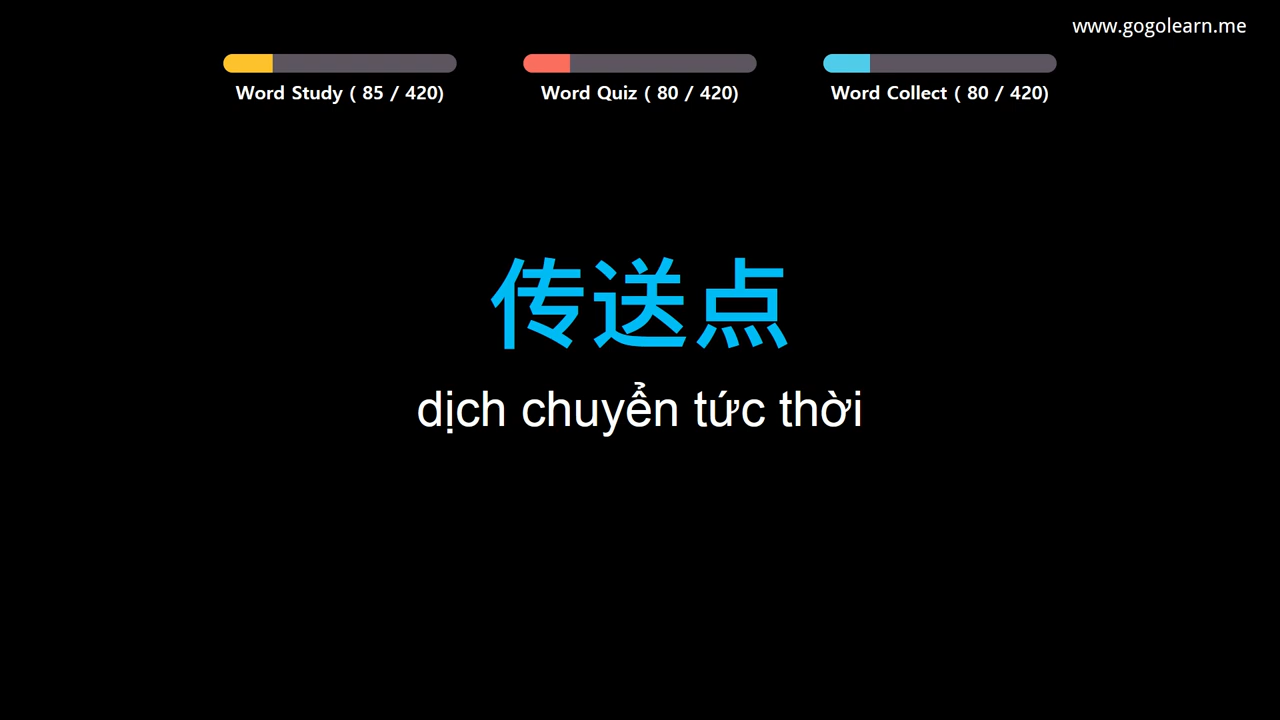 www.gogolearn.me
Word Study ( 85 / 420)
Word Quiz ( 80 / 420)
Word Collect ( 80 / 420)
传送点
dịch chuyển tức thời